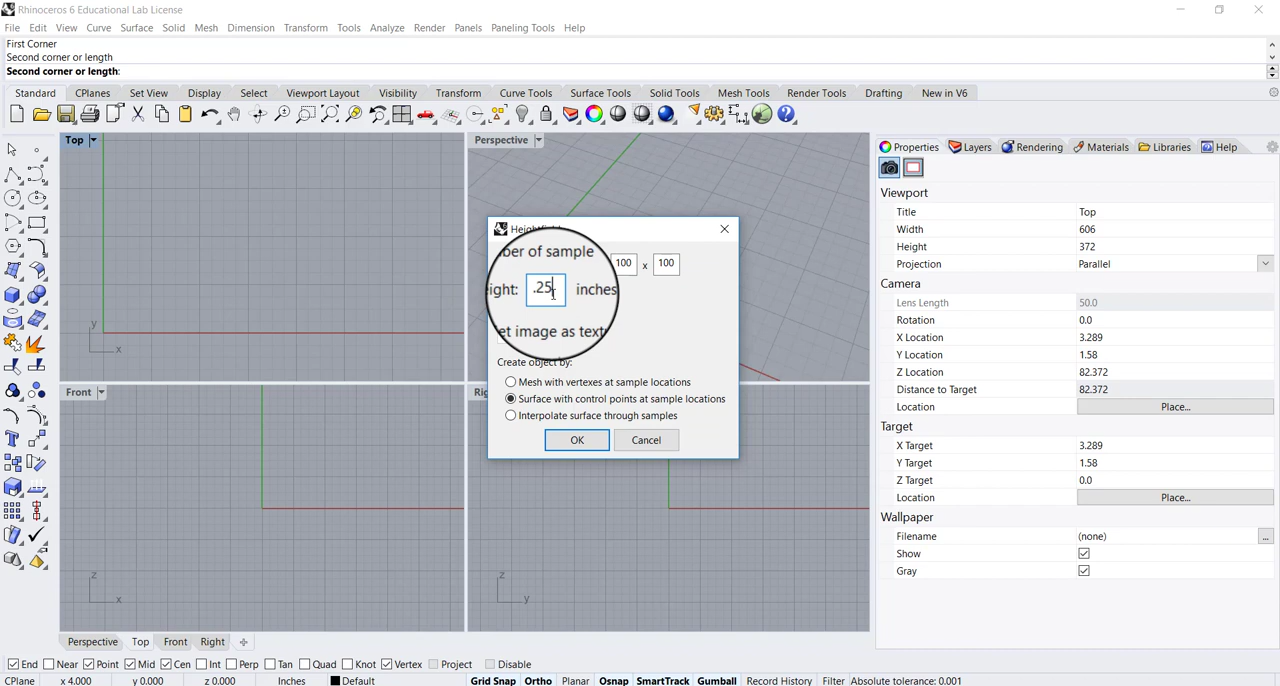 Rhinoceros 6 Educational Lab License
File Edit View Curve Surface Solid Mesh Dimension Transform Tools Analyze Render Panels Paneling Tools Help
First Corner
Second corner or length
Second corner or length:
Standard CPlanes Set View Display Select Viewport Layout Visibility Transform Curve Tools Surface Tools Solid Tools Mesh Tools Render Tools Drafting New in V6
Top
Perspective
Properties Layers Rendering Materials Libraries Help
Viewport
Title Top
Width 606
Height 372
Projection Parallel
Camera
Lens Length 50.0
Rotation 0.0
X Location 3.289
Y Location 1.58
Z Location 82.372
Distance to Target 82.372
Location Place...
Target
X Target 3.289
Y Target 1.58
Z Target 0.0
Location Place...
Wallpaper
Filename (none) ...
Show
Gray
ber of sample
100 x 100
ight: .25 inches
et image as text
Create object by:
Mesh with vertexes at sample locations
Surface with control points at sample locations
Interpolate surface through samples
OK Cancel
y
x
Front
z
x
z
y
Perspective Top Front Right
End Near Point Mid Cen Int Perp Tan Quad Knot Vertex Project Disable
CPlane x 4.000 y 0.000 z 0.000 Inches Default Grid Snap Ortho Planar Osnap SmartTrack Gumball Record History Filter Absolute tolerance: 0.001